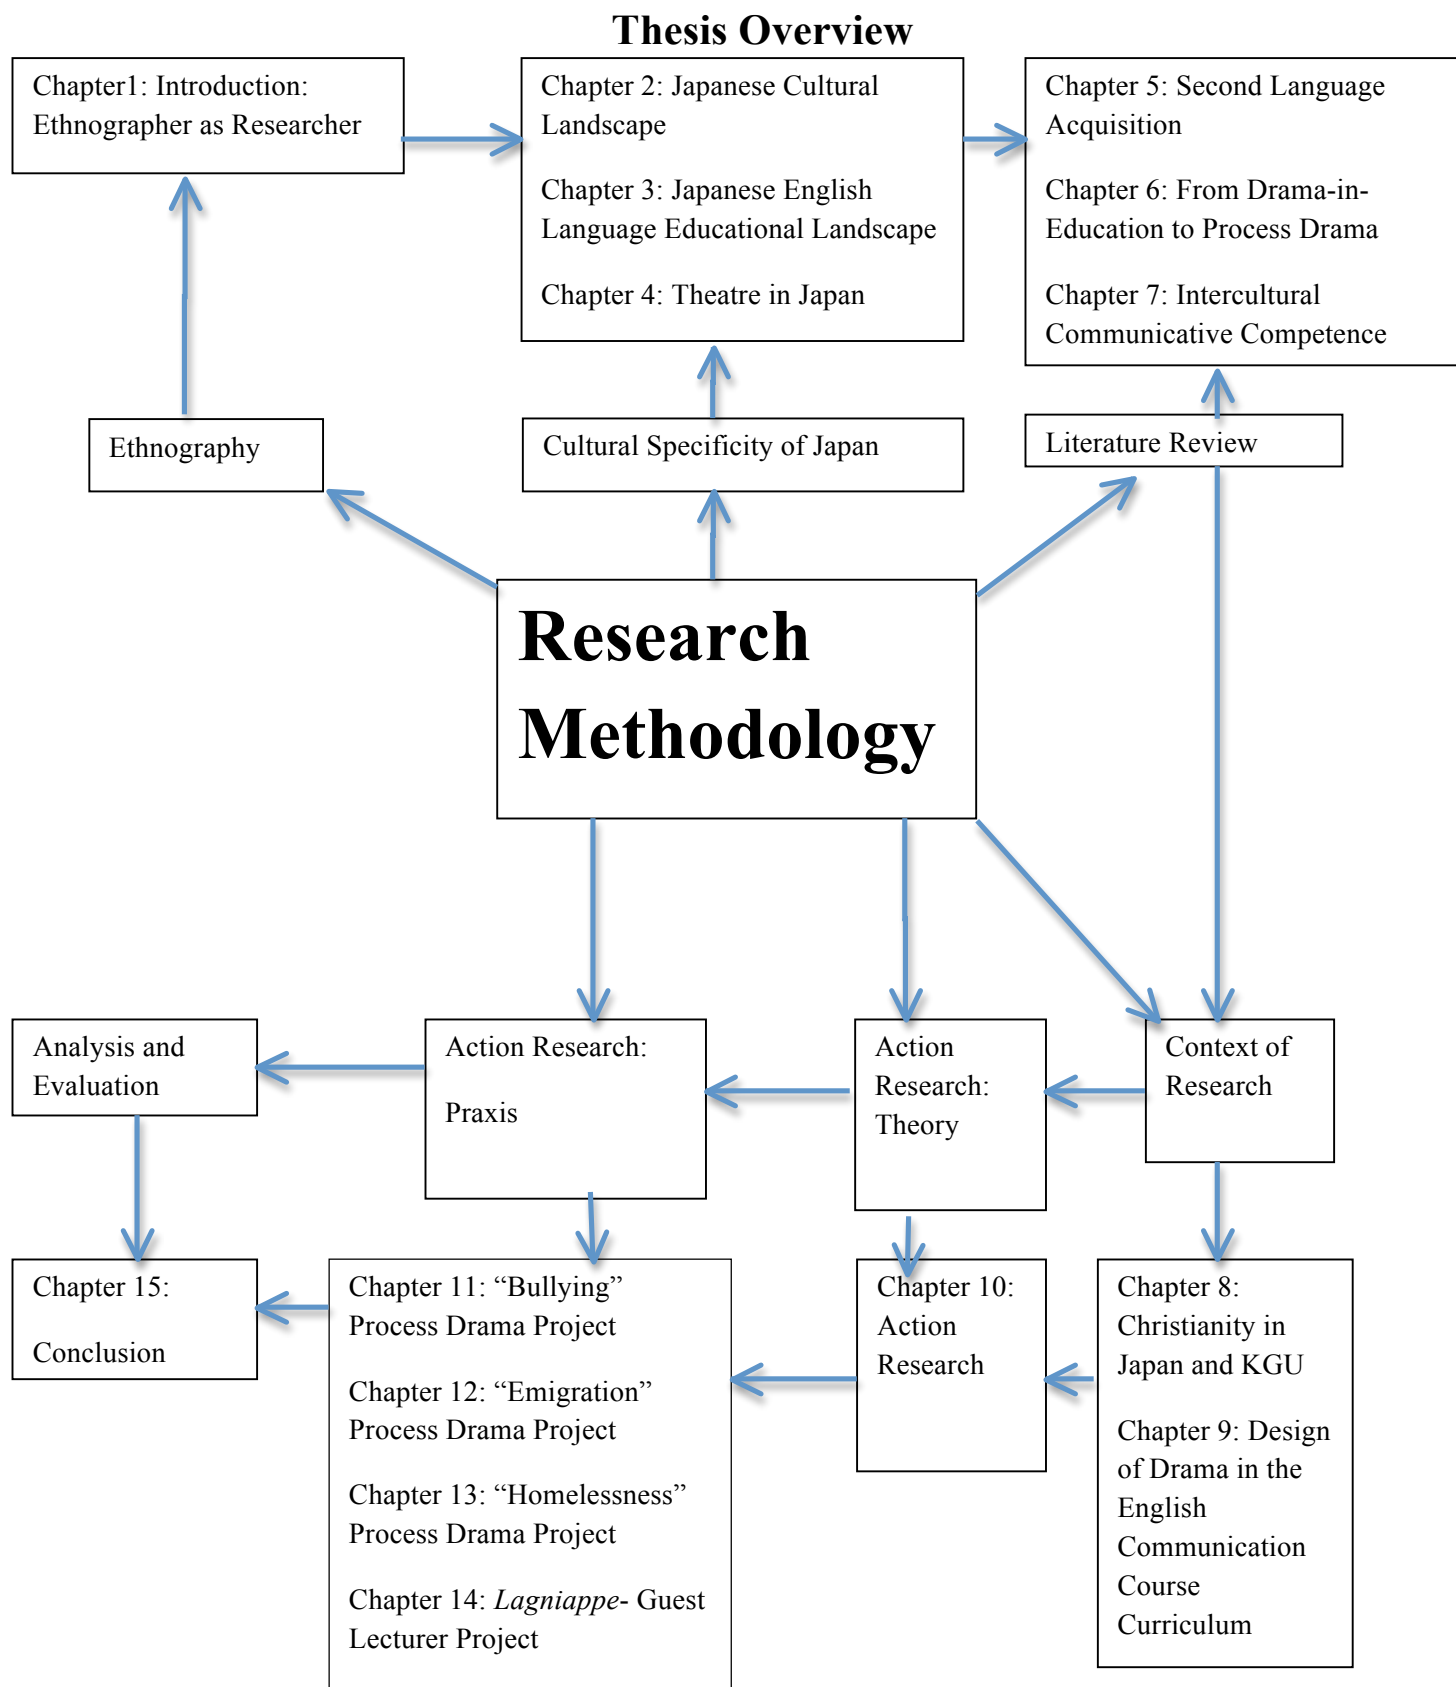 Thesis Overview
Chapter1: Introduction:
Ethnographer as Researcher
Chapter 2: Japanese Cultural
Landscape
Chapter 3: Japanese English
Language Educational Landscape
Chapter 4: Theatre in Japan
Chapter 5: Second Language
Acquisition
Chapter 6: From Drama-in-
Education to Process Drama
Chapter 7: Intercultural
Communicative Competence
Ethnography
Cultural Specificity of Japan
Literature Review
Research
Methodology
Analysis and
Evaluation
Action Research:
Praxis
Action
Research:
Theory
Context of
Research
Chapter 15:
Conclusion
Chapter 11: “Bullying”
Process Drama Project
Chapter 12: “Emigration”
Process Drama Project
Chapter 13: “Homelessness”
Process Drama Project
Chapter 14: Lagniappe- Guest
Lecturer Project
Chapter 10:
Action
Research
Chapter 8:
Christianity in
Japan and KGU
Chapter 9: Design
of Drama in the
English
Communication
Course
Curriculum